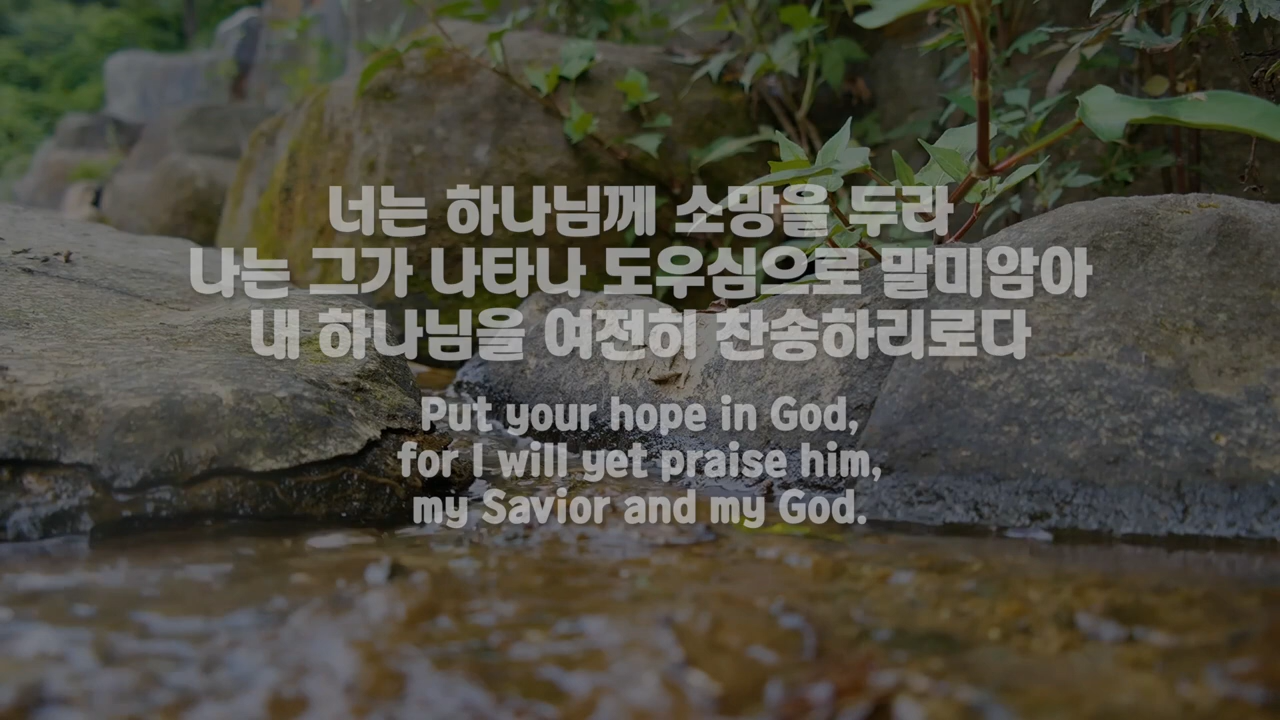 너는 하나님께 소망을 두라
나는 그가 나타나 도우심으로 말미암아
내 하나님을 여전히 찬송하리로다
Put your hope in God,
for I will yet praise him,
my Savior and my God.